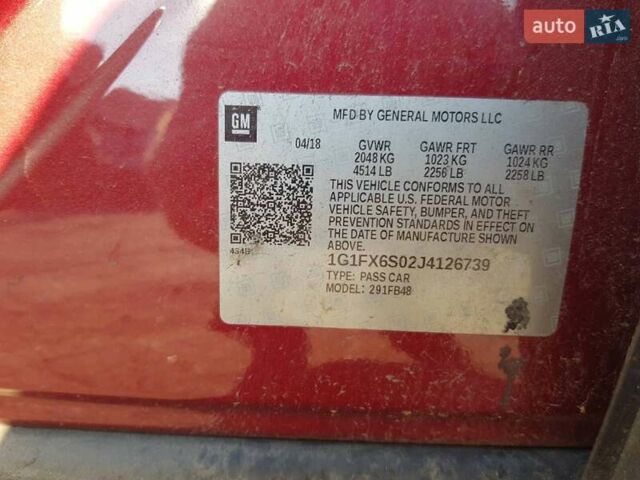 auto RIA
.com
GM
MFD BY GENERAL MOTORS LLC
04/18 GVWR GAWR FRT GAWR RR
2048 KG 1023 KG 1024 KG
4514 LB 2256 LB 2258 LB
THIS VEHICLE CONFORMS TO ALL
APPLICABLE U.S. FEDERAL MOTOR
VEHICLE SAFETY, BUMPER, AND THEFT
PREVENTION STANDARDS IN EFFECT ON
THE DATE OF MANUFACTURE SHOWN
ABOVE.
1G1FX6S02J4126739
TYPE: PASS CAR
MODEL: 291FB48